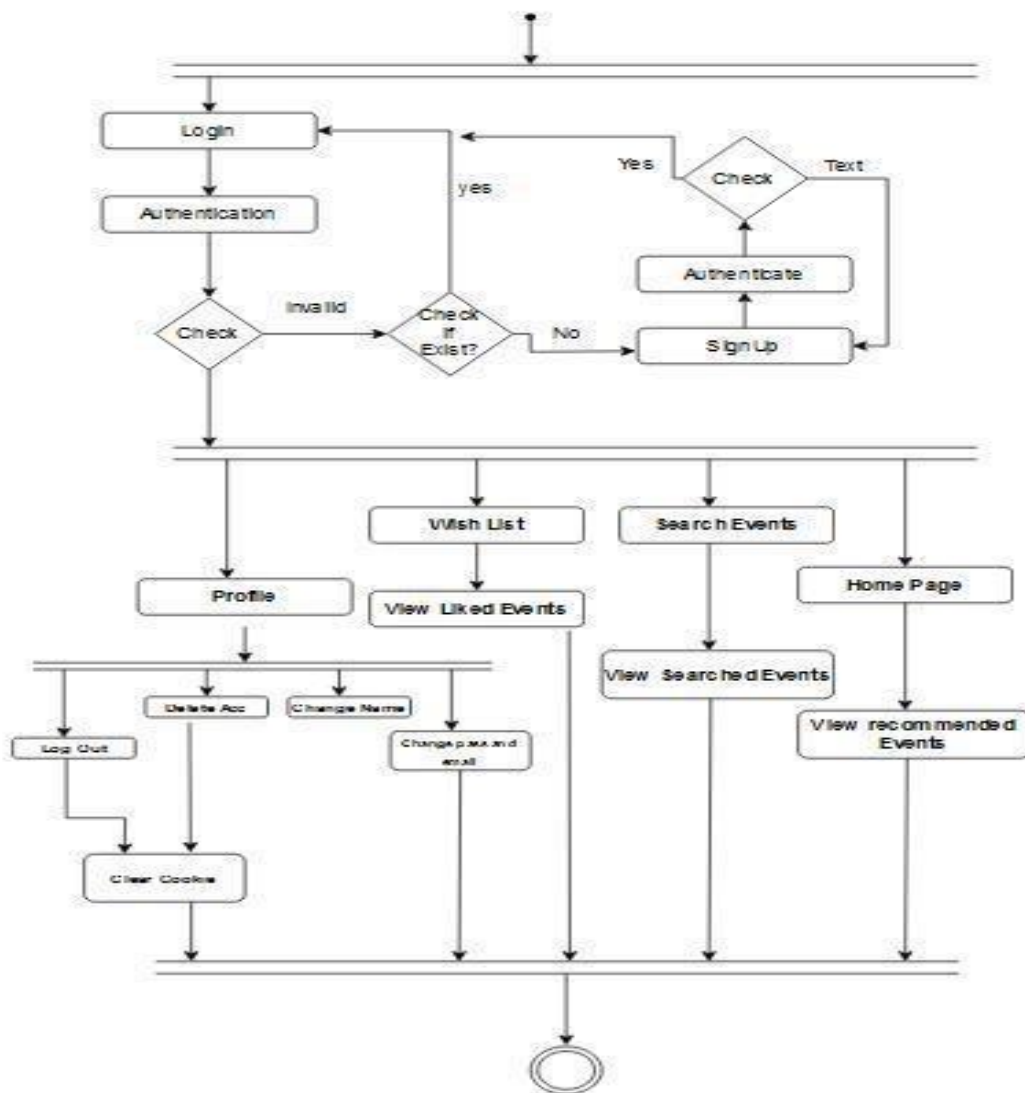 Login
Yes
Check
Text
yes
Authentication
Authenticate
Invalid
Check
Check
If
Exist?
No
Sign Up
Wish List
Search Events
Profile
Home Page
View Liked Events
View Searched Events
Delete Acc
Change Name
View recommended
Events
Log Out
Change pass and
email
Clear Cookie